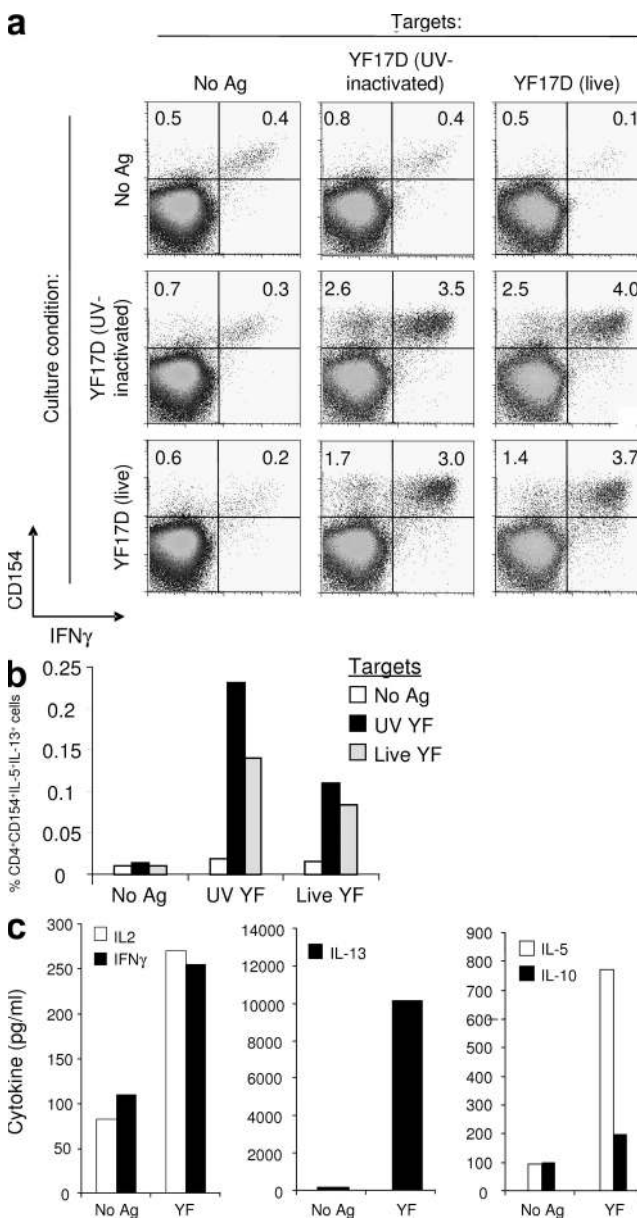 a
Targets:
No Ag
YF17D (UV-
inactivated)
YF17D (live)
Culture condition:
No Ag
0.5 0.4
0.8 0.4
0.5 0.1
YF17D (UV-
inactivated)
0.7 0.3
2.6 3.5
2.5 4.0
YF17D (live)
0.6 0.2
1.7 3.0
1.4 3.7
CD154
IFNγ
b
% CD4⁺CD154⁺IL-5⁺IL-13⁺ cells
0.25
0.2
0.15
0.1
0.05
0
Targets
No Ag
UV YF
Live YF
No Ag UV YF Live YF
c
Cytokine (pg/ml)
300
250
200
150
100
50
0
IL2
IFNγ
No Ag YF
14000
12000
10000
8000
6000
4000
2000
0
IL-13
No Ag YF
900
800
700
600
500
400
300
200
100
0
IL-5
IL-10
No Ag YF